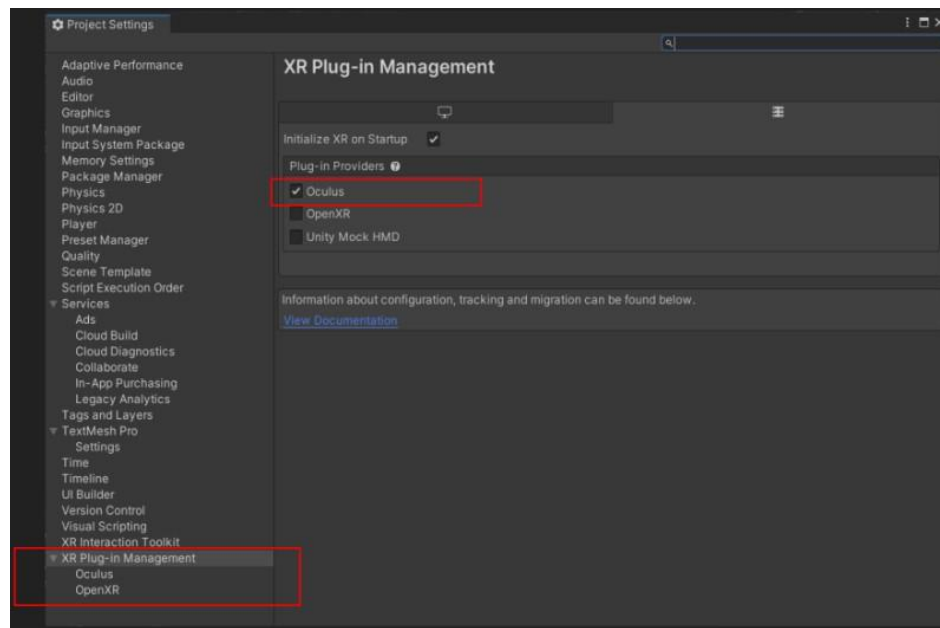 Project Settings
Adaptive Performance
Audio
Editor
Graphics
Input Manager
Input System Package
Memory Settings
Package Manager
Physics
Physics 2D
Player
Preset Manager
Quality
Scene Template
Script Execution Order
Services
Ads
Cloud Build
Cloud Diagnostics
Collaborate
In-App Purchasing
Legacy Analytics
Tags and Layers
TextMesh Pro
Settings
Time
Timeline
UI Builder
Version Control
Visual Scripting
XR Interaction Toolkit
XR Plug-in Management
Oculus
OpenXR
XR Plug-in Management
Initialize XR on Startup
Plug-in Providers
Oculus
OpenXR
Unity Mock HMD
Information about configuration, tracking and migration can be found below.
View Documentation